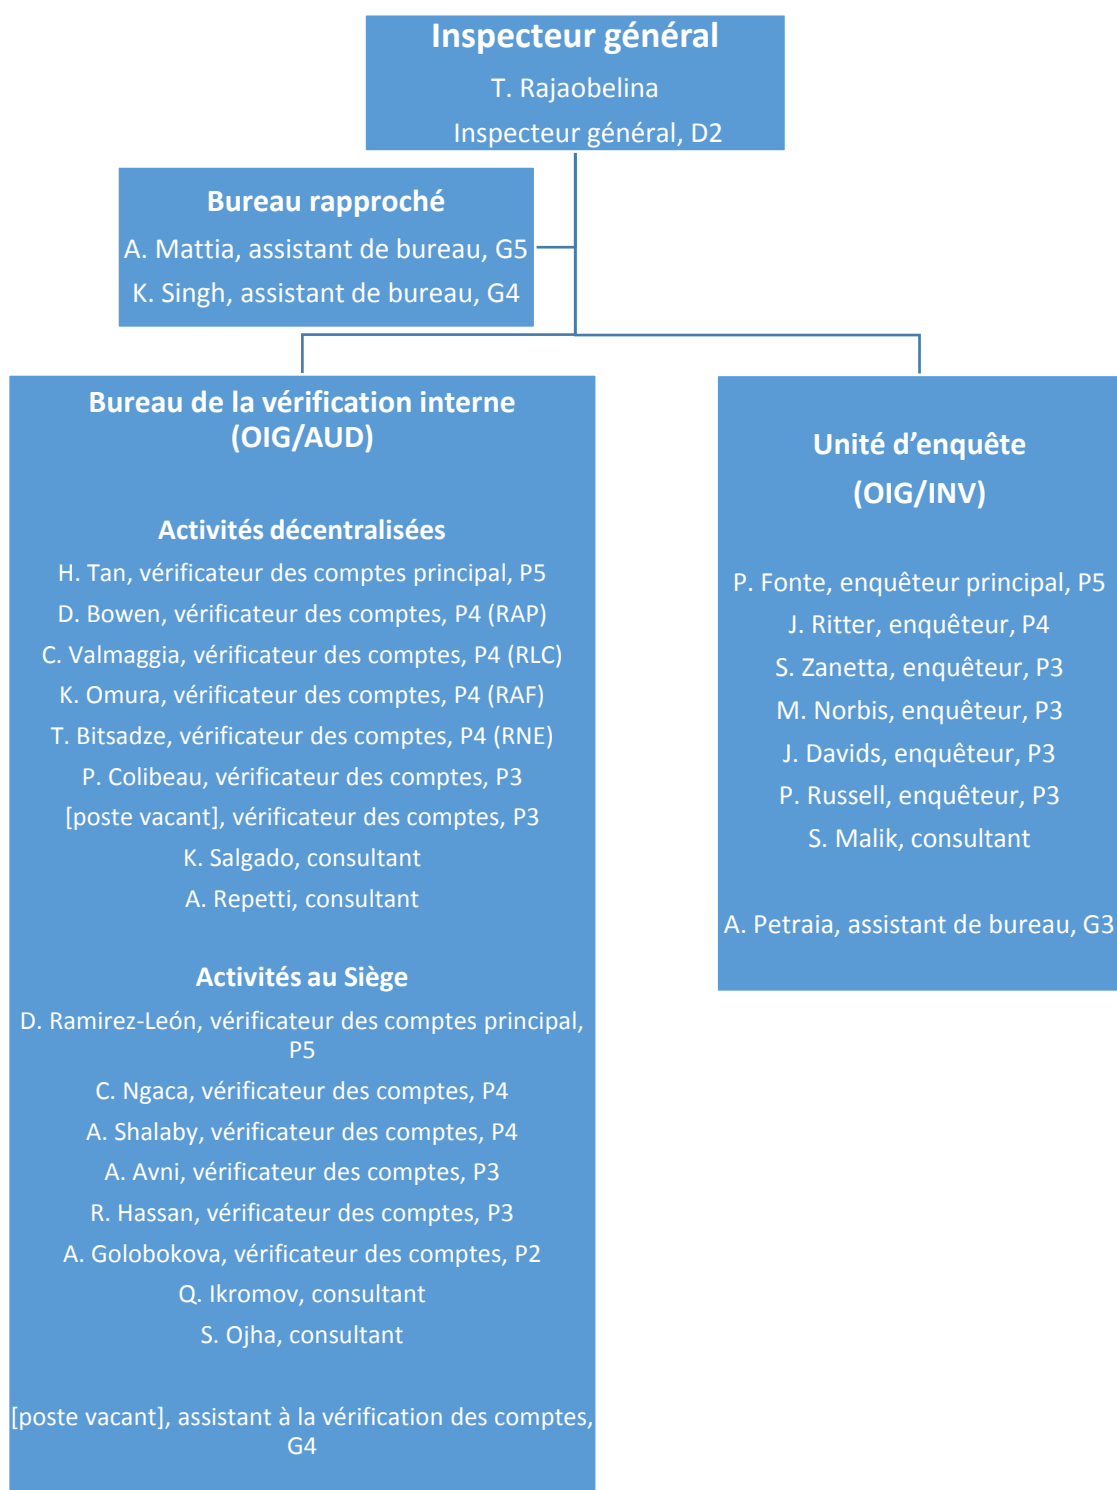 Inspecteur général
T. Rajaobelina
Inspecteur général, D2
Bureau rapproché
A. Mattia, assistant de bureau, G5
K. Singh, assistant de bureau, G4
Bureau de la vérification interne
(OIG/AUD)
Activités décentralisées
H. Tan, vérificateur des comptes principal, P5
D. Bowen, vérificateur des comptes, P4 (RAP)
C. Valmaggia, vérificateur des comptes, P4 (RLC)
K. Omura, vérificateur des comptes, P4 (RAF)
T. Bitsadze, vérificateur des comptes, P4 (RNE)
P. Colibeau, vérificateur des comptes, P3
[poste vacant], vérificateur des comptes, P3
K. Salgado, consultant
A. Repetti, consultant
Activités au Siège
D. Ramirez-León, vérificateur des comptes principal,
P5
C. Ngaca, vérificateur des comptes, P4
A. Shalaby, vérificateur des comptes, P4
A. Avni, vérificateur des comptes, P3
R. Hassan, vérificateur des comptes, P3
A. Golobokova, vérificateur des comptes, P2
Q. Ikromov, consultant
S. Ojha, consultant
[poste vacant], assistant à la vérification des comptes,
G4
Unité d’enquête
(OIG/INV)
P. Fonte, enquêteur principal, P5
J. Ritter, enquêteur, P4
S. Zanetta, enquêteur, P3
M. Norbis, enquêteur, P3
J. Davids, enquêteur, P3
P. Russell, enquêteur, P3
S. Malik, consultant
A. Petraia, assistant de bureau, G3